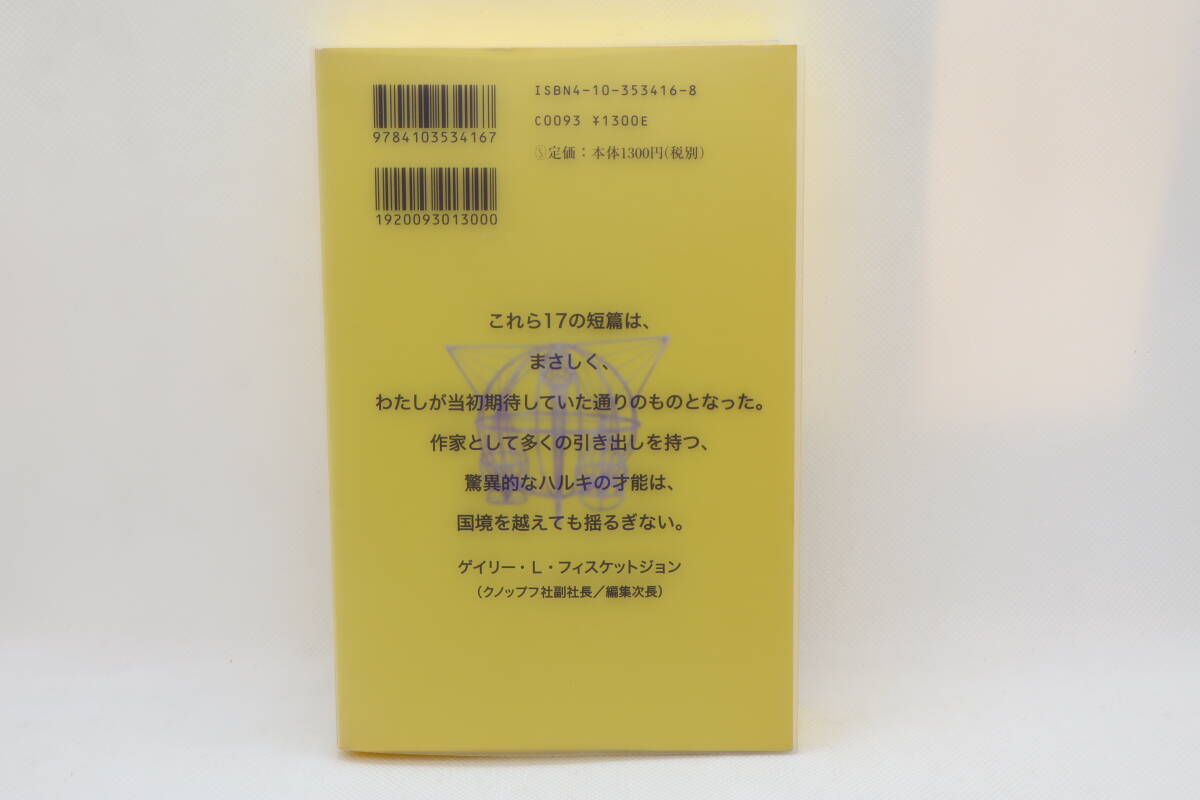 9784103534167
ISBN4-10-353416-8
C0093 ¥1300E
Ⓢ定価：本体1300円(税別)
1920093013000
これら17の短篇は、
まさしく、
わたしが当初期待していた通りのものとなった。
作家として多くの引き出しを持つ、
驚異的なハルキの才能は、
国境を越えても揺るぎない。
ゲイリー・L・フィスケットジョン
（クノップフ社副社長／編集次長）